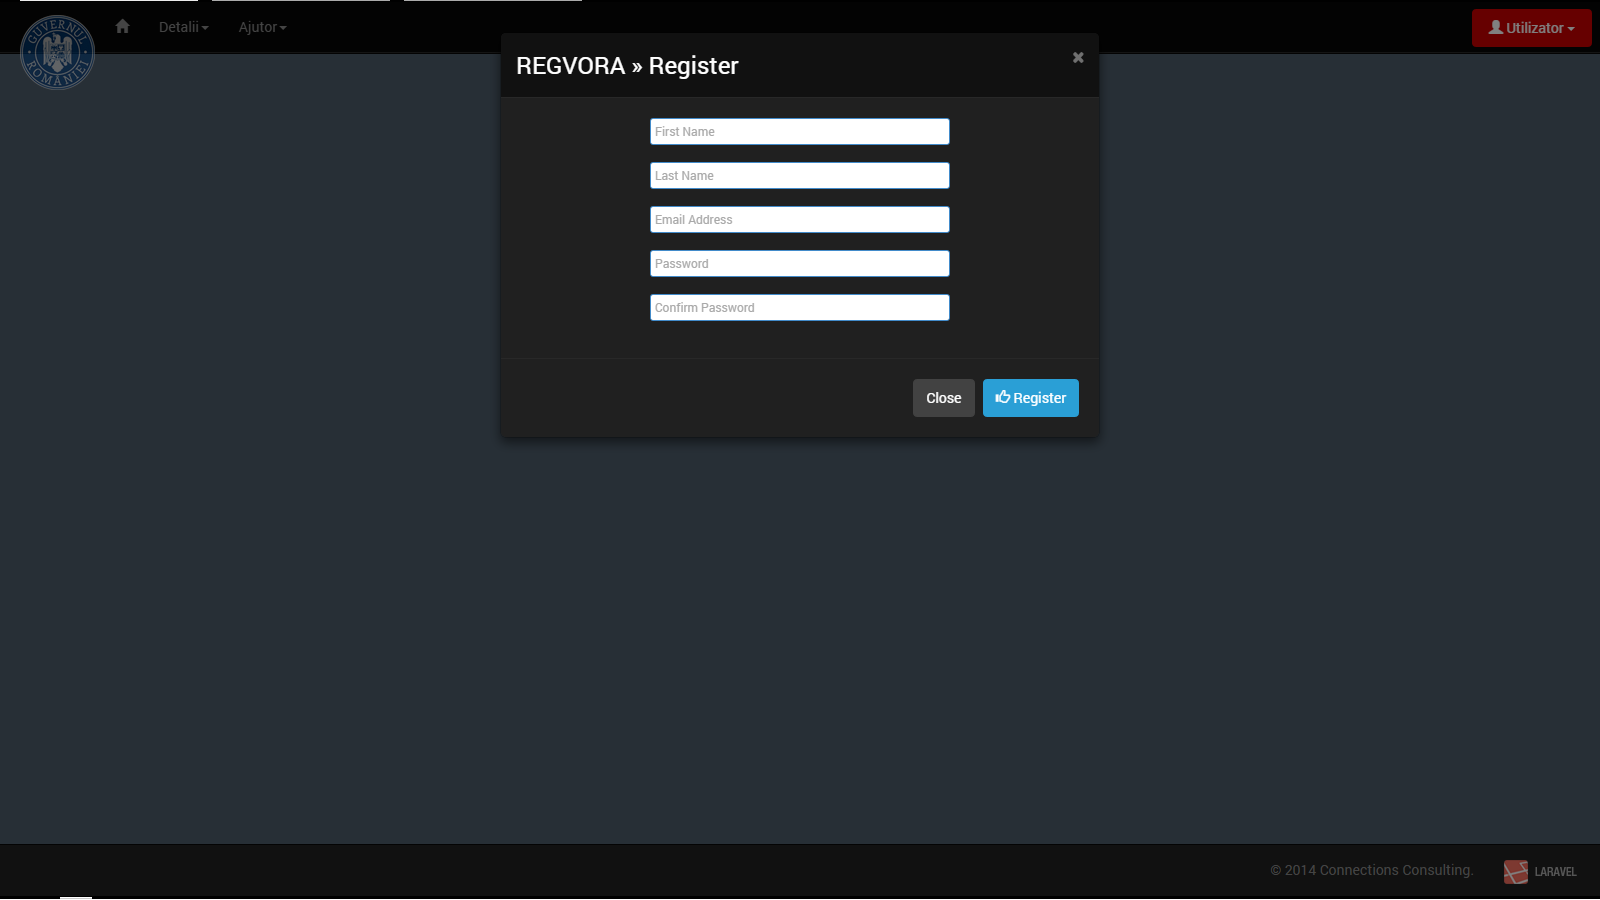 GUVERNUL
ROMÂNIEI
Detalii
Ajutor
Utilizator
REGVORA » Register
First Name
Last Name
Email Address
Password
Confirm Password
Close
Register
© 2014 Connections Consulting.
LARAVEL